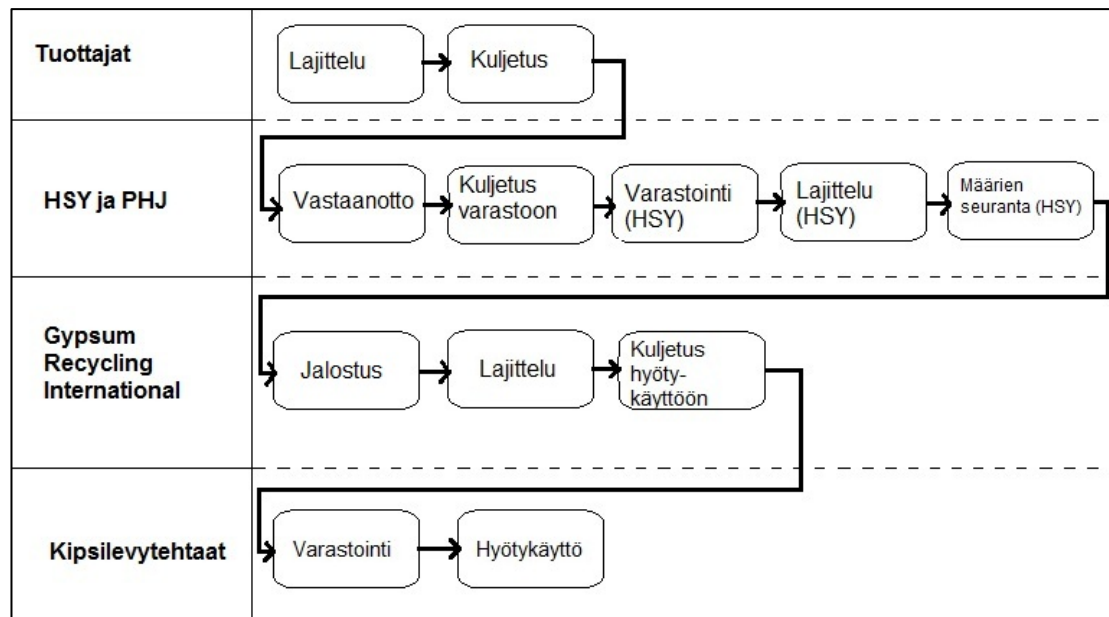 Tuottajat
Lajittelu
Kuljetus
HSY ja PHJ
Vastaanotto
Kuljetus
varastoon
Varastointi
(HSY)
Lajittelu
(HSY)
Määrien
seuranta (HSY)
Gypsum
Recycling
International
Jalostus
Lajittelu
Kuljetus
hyöty-
käyttöön
Kipsilevytehtaat
Varastointi
Hyötykäyttö